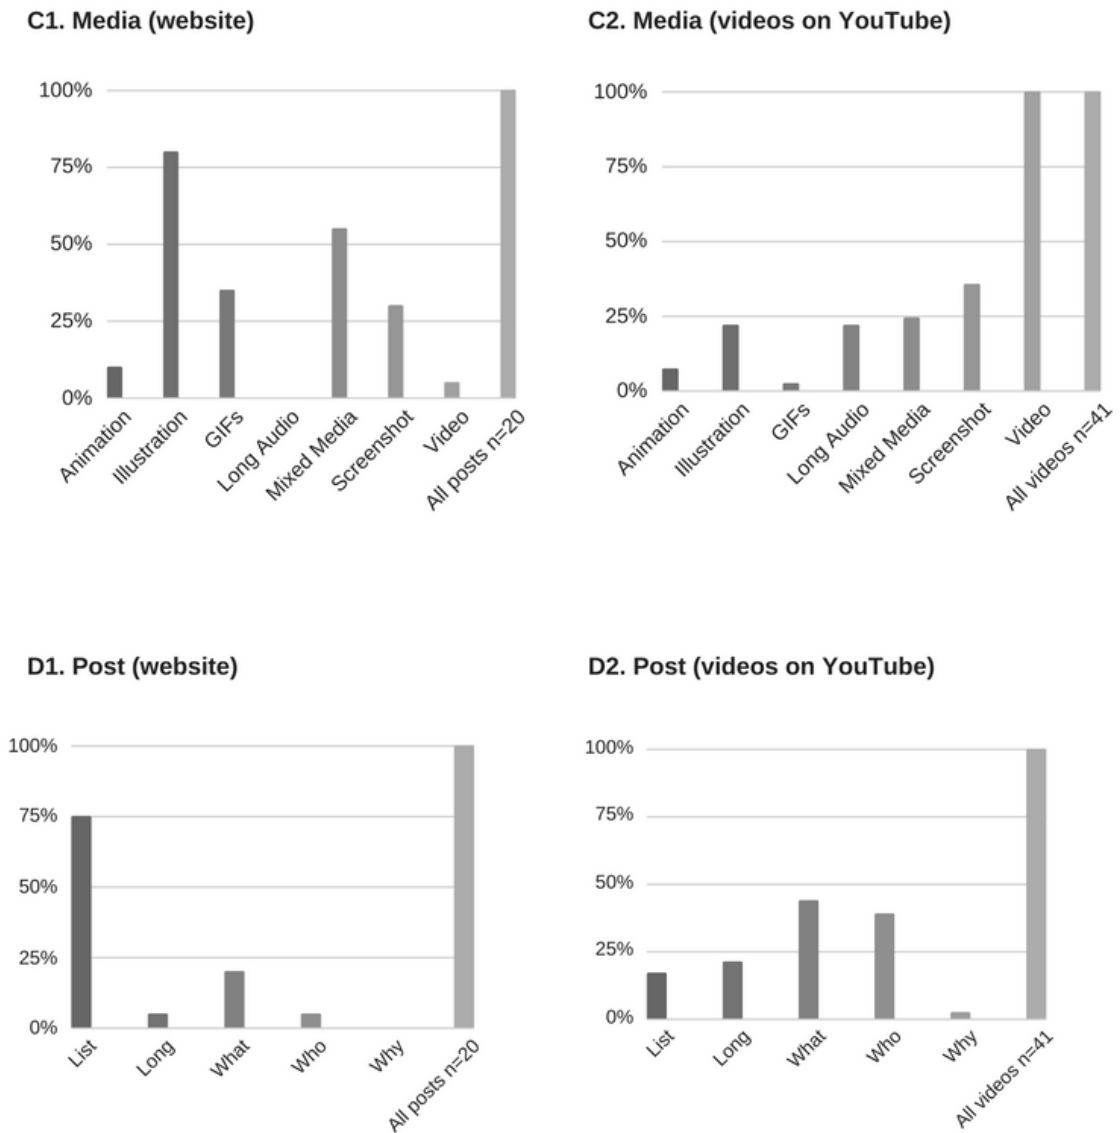 C1. Media (website)
100%
75%
50%
25%
0%
Animation
Illustration
GIFs
Long Audio
Mixed Media
Screenshot
Video
All posts n=20
C2. Media (videos on YouTube)
100%
75%
50%
25%
0%
Animation
Illustration
GIFs
Long Audio
Mixed Media
Screenshot
Video
All videos n=41
D1. Post (website)
100%
75%
50%
25%
0%
List
Long
What
Who
Why
All posts n=20
D2. Post (videos on YouTube)
100%
75%
50%
25%
0%
List
Long
What
Who
Why
All videos n=41